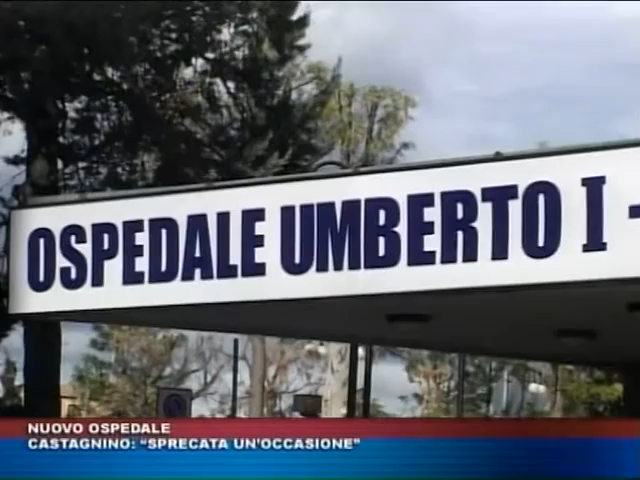 OSPEDALE UMBERTO I -
NUOVO OSPEDALE
CASTAGNINO: “SPRECATA UN'OCCASIONE”